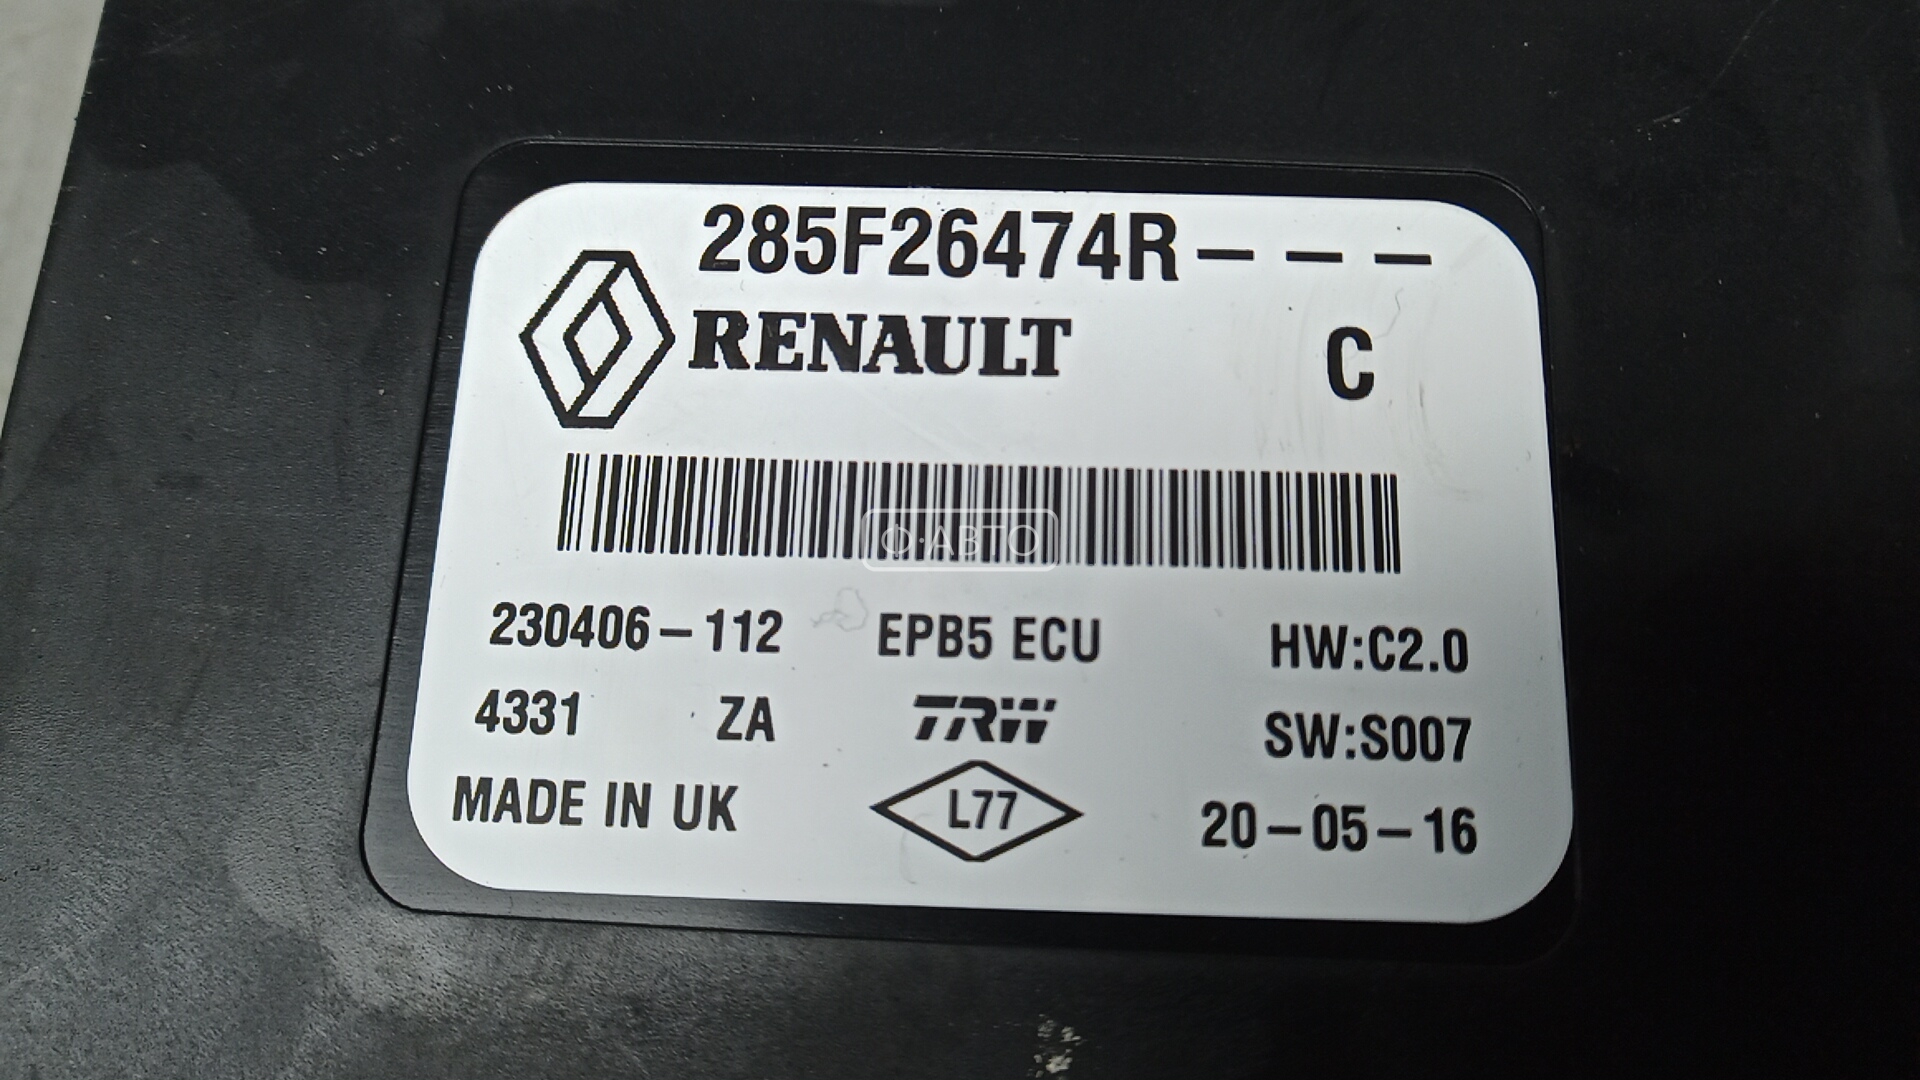 285F26474R---
RENAULT C
Ф·АВТО
230406-112 EPB5 ECU HW:C2.0
4331 ZA TRW SW:S007
MADE IN UK L77 20-05-16